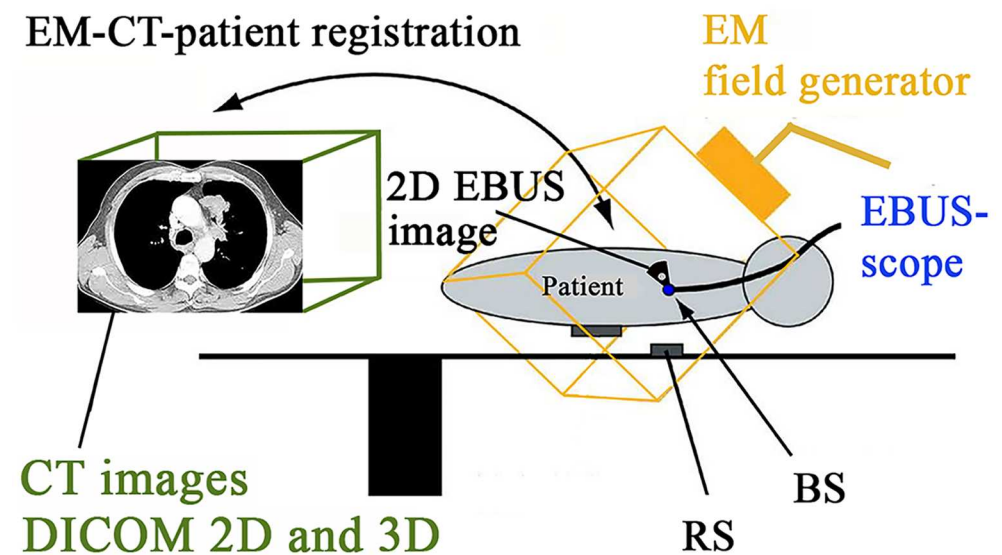 EM-CT-patient registration
EM
field generator
2D EBUS
image
EBUS-
scope
Patient
CT images
DICOM 2D and 3D
BS
RS